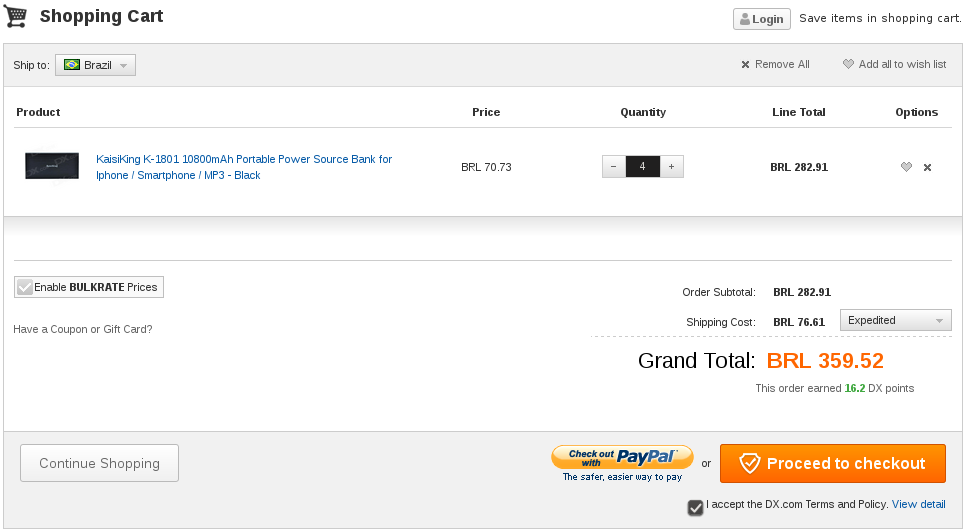 Shopping Cart
Login Save items in shopping cart.
Ship to: Brazil
Remove All Add all to wish list
Product Price Quantity Line Total Options
KaisiKing K-1801 10800mAh Portable Power Source Bank for
Iphone / Smartphone / MP3 - Black
BRL 70.73 − 4 + BRL 282.91
Enable BULKRATE Prices
Order Subtotal: BRL 282.91
Have a Coupon or Gift Card?
Shipping Cost: BRL 76.61 Expedited
Grand Total: BRL 359.52
This order earned 16.2 DX points
Continue Shopping
Check out
with PayPal
The safer, easier way to pay
or
Proceed to checkout
I accept the DX.com Terms and Policy. View detail